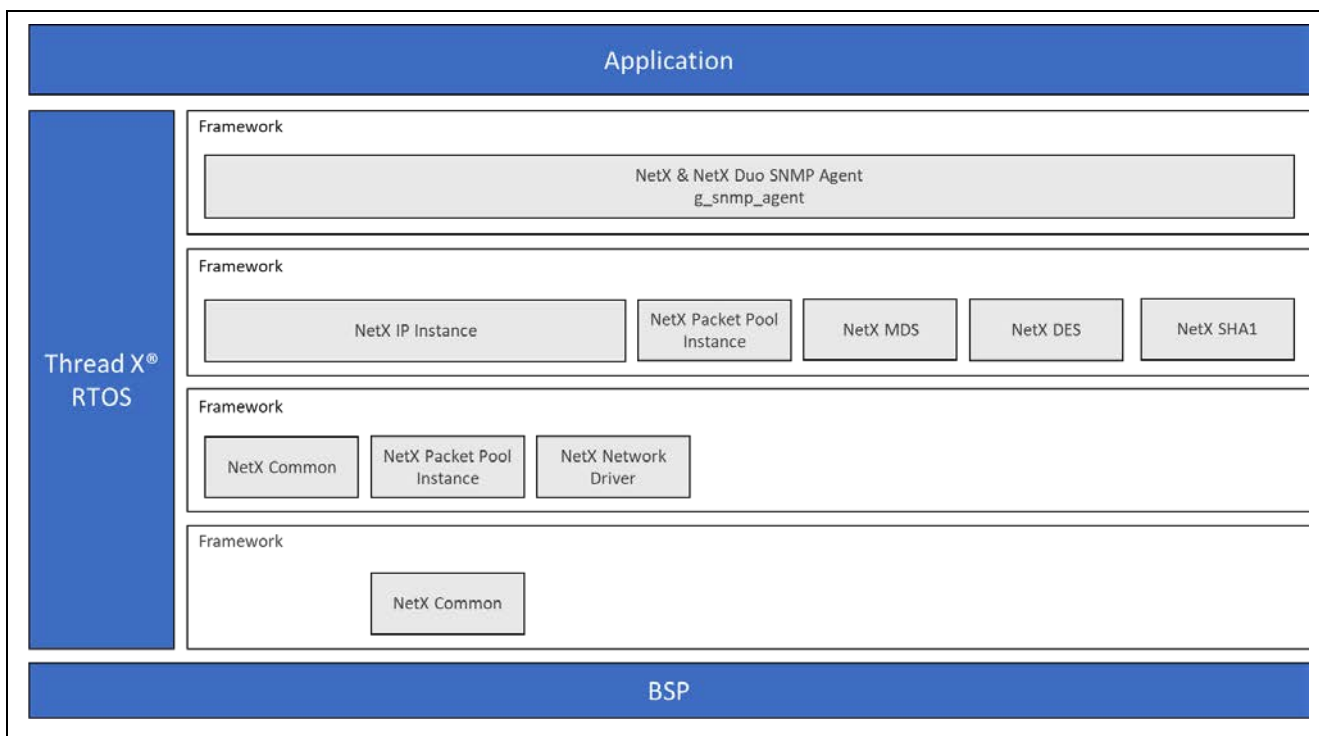 Application
Thread X®
RTOS
Framework
NetX & NetX Duo SNMP Agent
g_snmp_agent
Framework
NetX IP Instance
NetX Packet Pool
Instance
NetX MDS
NetX DES
NetX SHA1
Framework
NetX Common
NetX Packet Pool
Instance
NetX Network
Driver
Framework
NetX Common
BSP